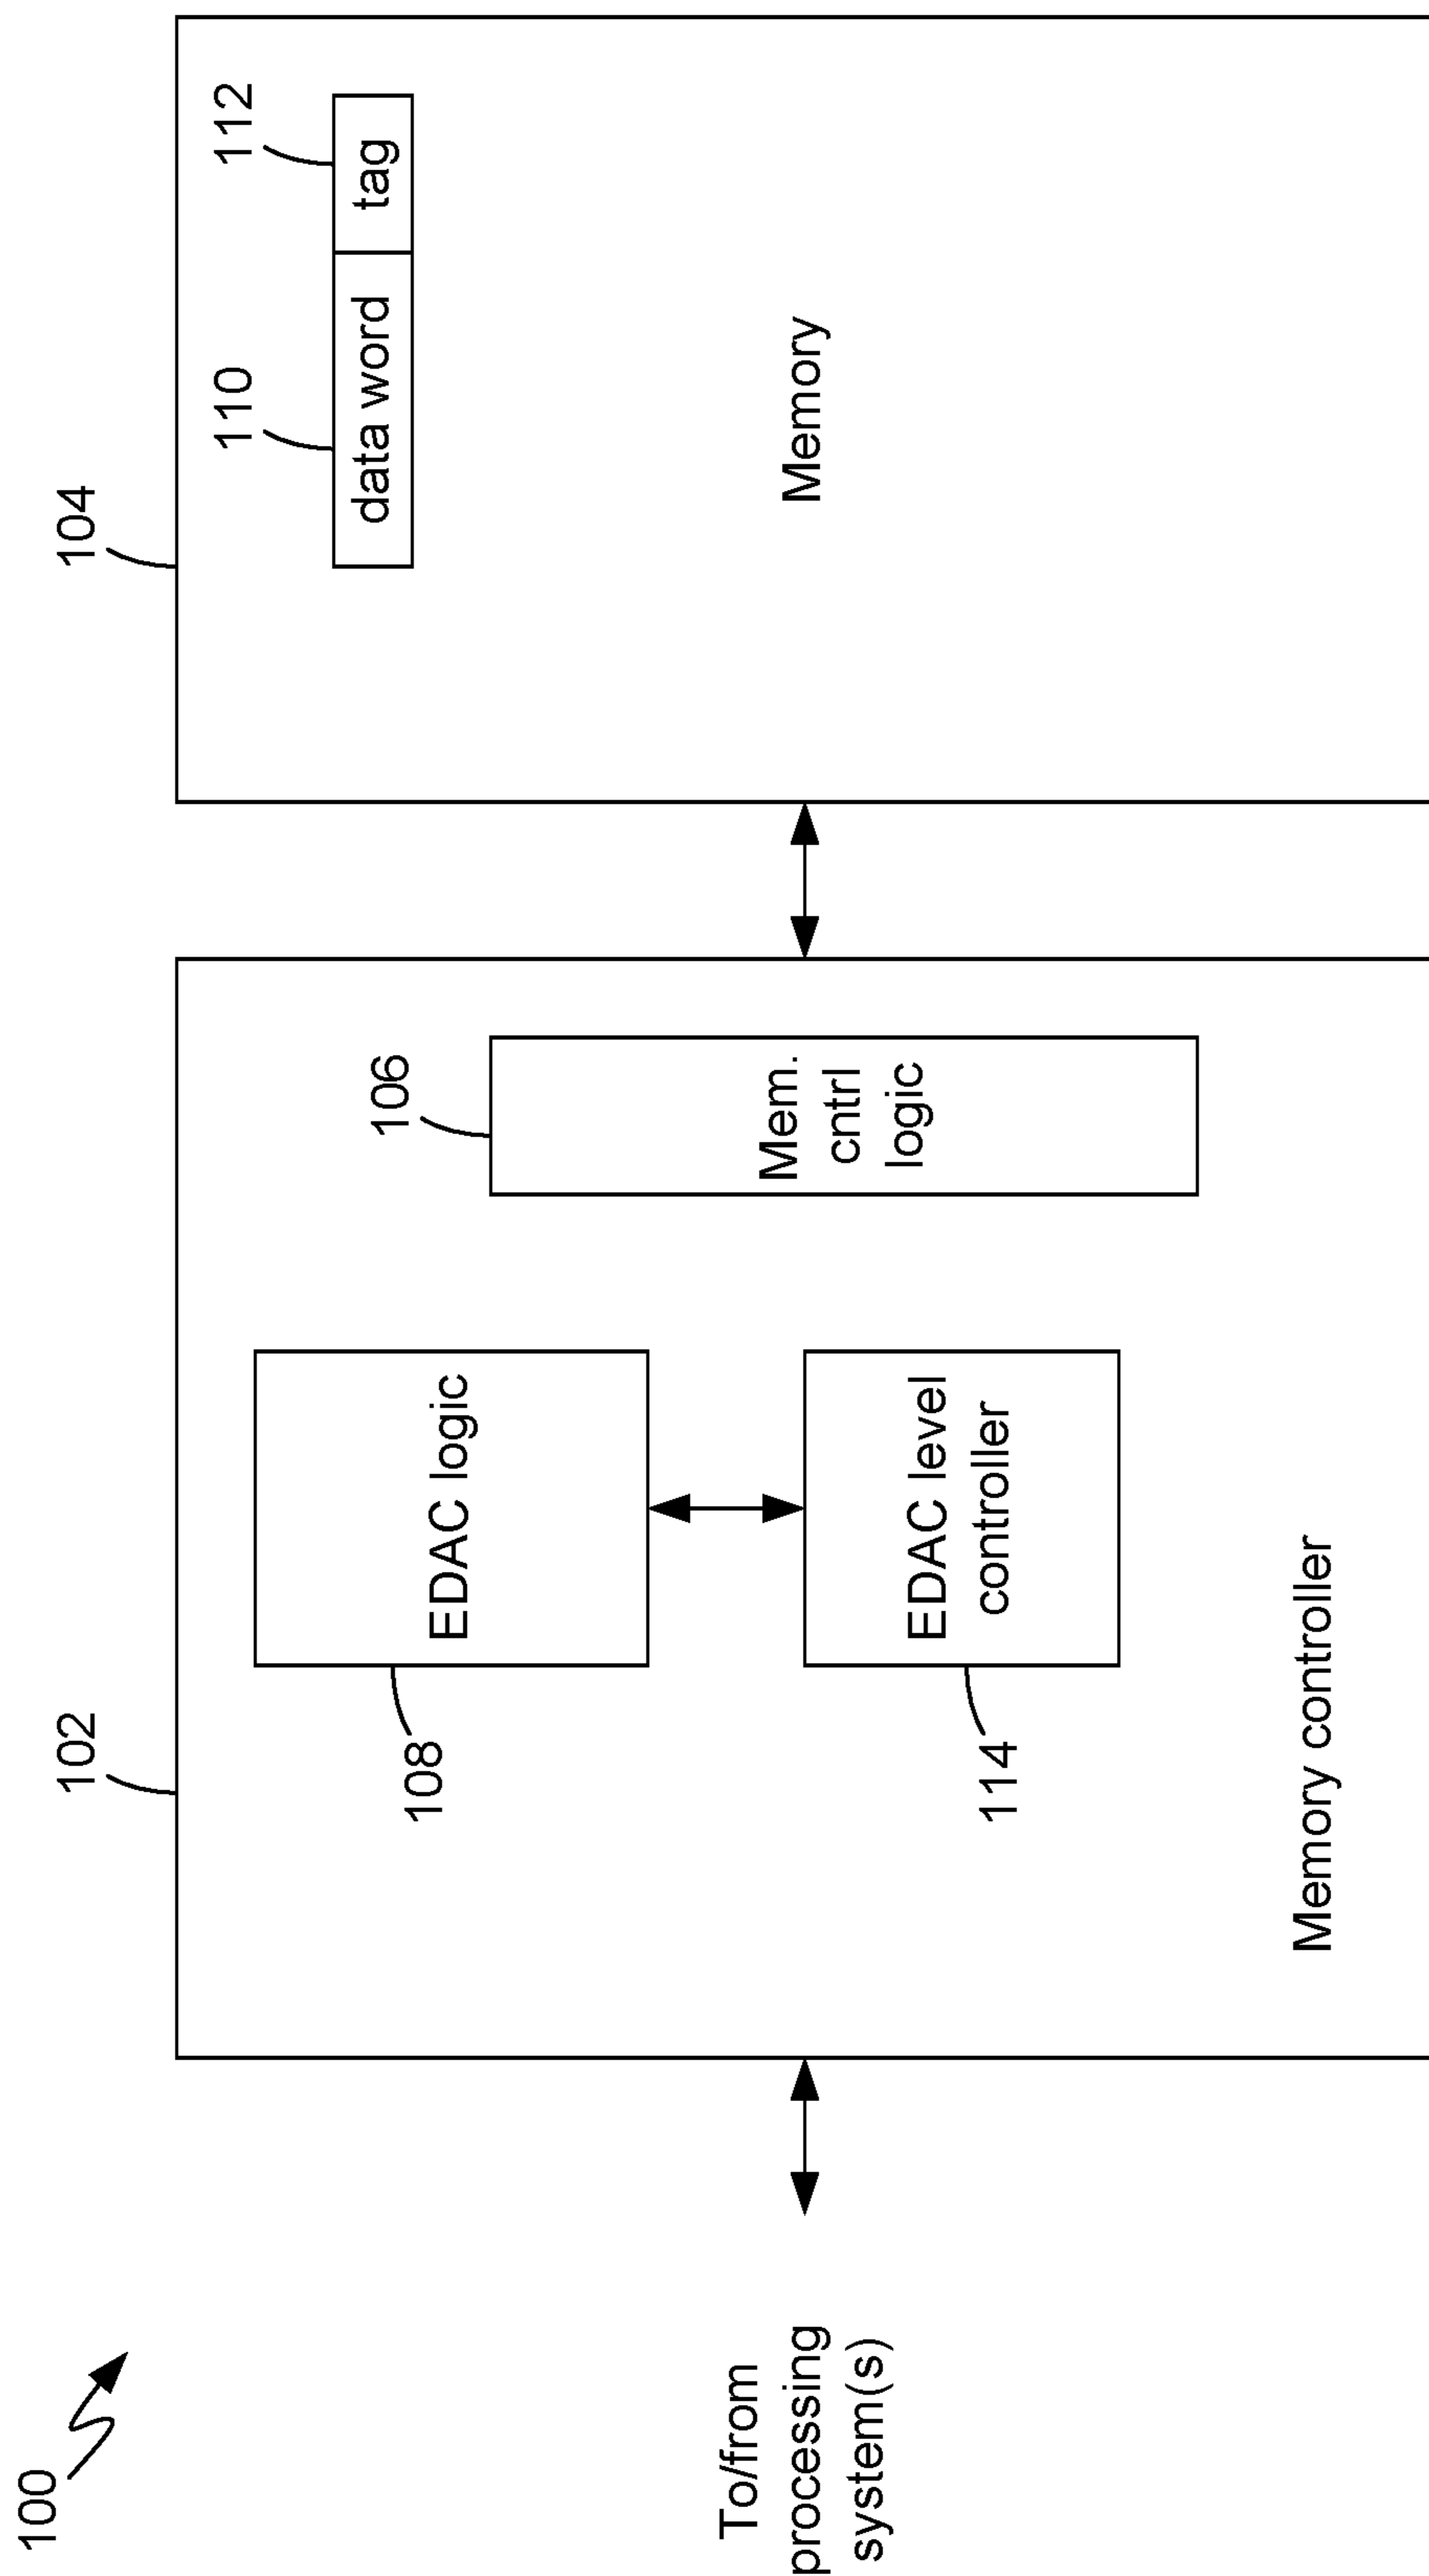 100
102
104
108
EDAC logic
106
110
112
data word
tag
114
EDAC level
controller
Mem.
cntrl
logic
To/from
processing
system(s)
Memory
Memory controller